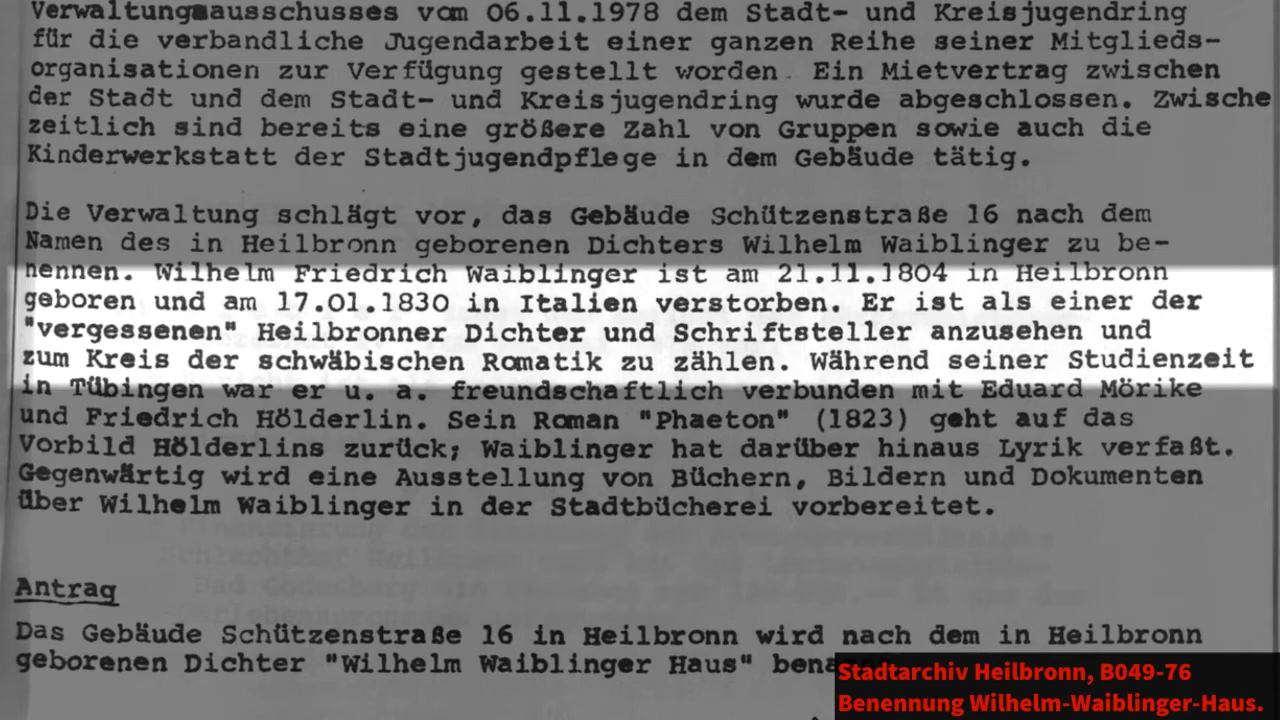 Verwaltungsausschusses vom 06.11.1978 dem Stadt- und Kreisjugendring
für die verbandliche Jugendarbeit einer ganzen Reihe seiner Mitglieds-
organisationen zur Verfügung gestellt worden. Ein Mietvertrag zwischen
der Stadt und dem Stadt- und Kreisjugendring wurde abgeschlossen. Zwische
zeitlich sind bereits eine größere Zahl von Gruppen sowie auch die
Kinderwerkstatt der Stadtjugendpflege in dem Gebäude tätig.
Die Verwaltung schlägt vor, das Gebäude Schützenstraße 16 nach dem
Namen des in Heilbronn geborenen Dichters Wilhelm Waiblinger zu be-
nennen. Wilhelm Friedrich Waiblinger ist am 21.11.1804 in Heilbronn
geboren und am 17.01.1830 in Italien verstorben. Er ist als einer der
"vergessenen" Heilbronner Dichter und Schriftsteller anzusehen und
zum Kreis der schwäbischen Romatik zu zählen. Während seiner Studienzeit
in Tübingen war er u. a. freundschaftlich verbunden mit Eduard Mörike
und Friedrich Hölderlin. Sein Roman "Phaeton" (1823) geht auf das
Vorbild Hölderlins zurück; Waiblinger hat darüber hinaus Lyrik verfaßt.
Gegenwärtig wird eine Ausstellung von Büchern, Bildern und Dokumenten
über Wilhelm Waiblinger in der Stadtbücherei vorbereitet.
Antrag
Das Gebäude Schützenstraße 16 in Heilbronn wird nach dem in Heilbronn
geborenen Dichter "Wilhelm Waiblinger Haus"
Stadtarchiv Heilbronn, B049-76
Benennung Wilhelm-Waiblinger-Haus.